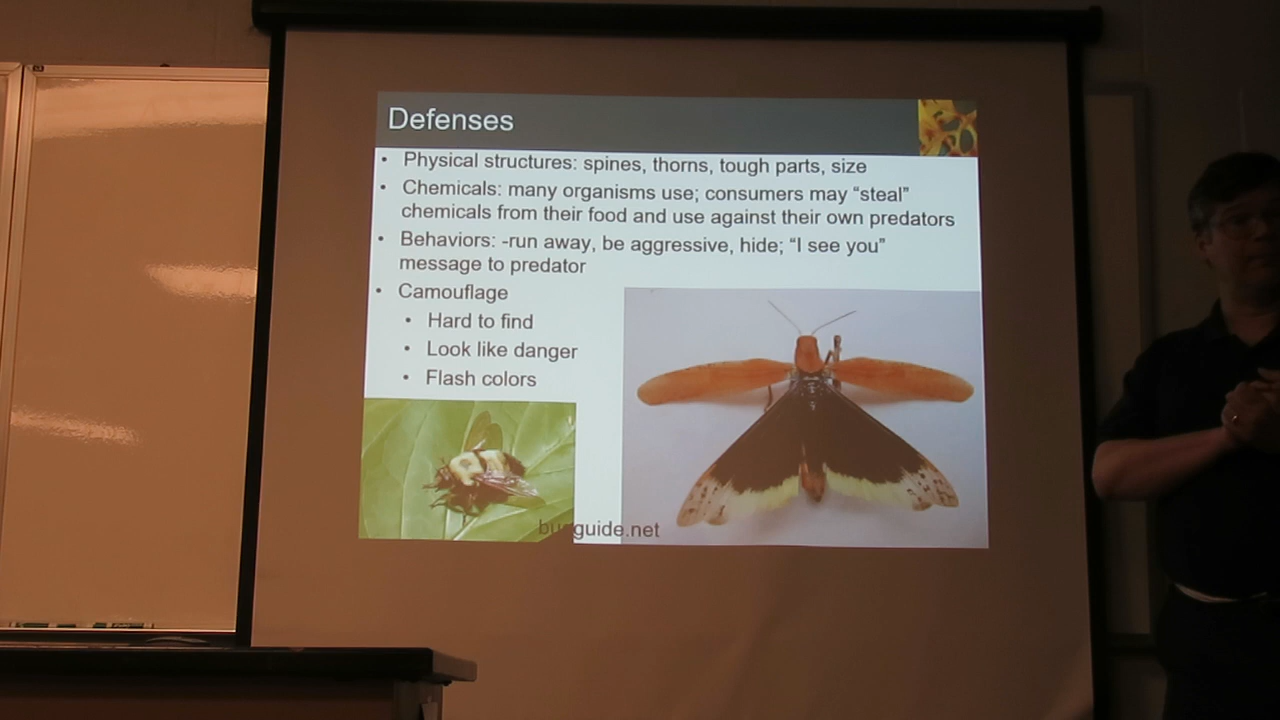 Defenses
• Physical structures: spines, thorns, tough parts, size
• Chemicals: many organisms use; consumers may “steal”
chemicals from their food and use against their own predators
• Behaviors: -run away, be aggressive, hide; “I see you”
message to predator
• Camouflage
• Hard to find
• Look like danger
• Flash colors
bugguide.net